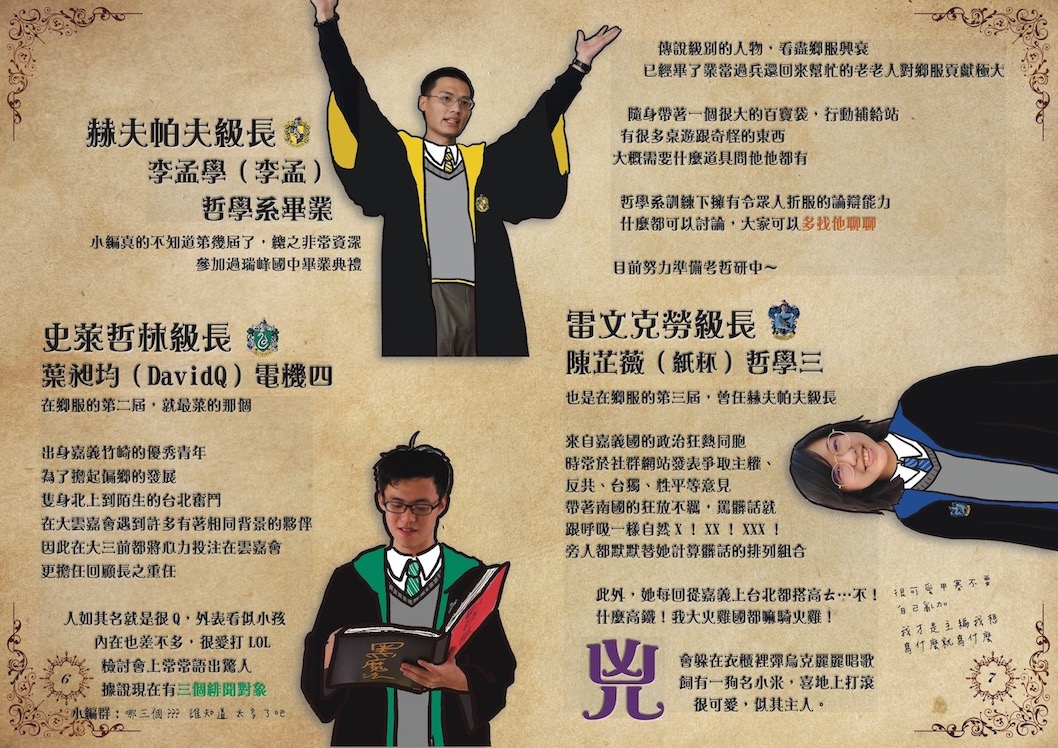 赫夫帕夫級長
李孟學（李孟）
哲學系畢業
小編真的不知道第幾屆了，總之非常資深
參加過瑞峰國中畢業典禮
傳說級別的人物，看盡鄉服興衰
已經畢了業當過兵還回來幫忙的老老人對鄉服貢獻極大
隨身帶著一個很大的百寶袋，行動補給站
有很多桌遊跟奇怪的東西
大概需要什麼道具問他他都有
哲學系訓練下擁有令眾人折服的論辯能力
什麼都可以討論，大家可以多找他聊聊
目前努力準備考哲研中～
史萊哲林級長
葉昶均（DavidQ）電機四
在鄉服的第二屆，就最菜的那個
出身嘉義竹崎的優秀青年
為了擔起偏鄉的發展
隻身北上到陌生的台北奮鬥
在大雲嘉會遇到許多有著相同背景的夥伴
因此在大三前都將心力投注在雲嘉會
更擔任回顧長之重任
人如其名就是很Q，外表看似小孩
內在也差不多，很愛打LOL
檢討會上常常語出驚人
據說現在有三個緋聞對象
小編群：哪三個??? 誰知道 太多了吧
6
黑魔法
雷文克勞級長
陳芷薇（紙杯）哲學三
也是在鄉服的第三屆，曾任赫夫帕夫級長
來自嘉義國的政治狂熱同胞
時常於社群網站發表爭取主權、
反共、台獨、性平等意見
帶著南國的狂放不羈，罵髒話就
跟呼吸一樣自然X！XX！XXX！
旁人都默默替她計算髒話的排列組合
此外，她每回從嘉義上台北都搭高ㄊ…不！
什麼高鐵！我大火雞國都嘛騎火雞！
兇
會躲在衣櫃裡彈烏克麗麗唱歌
飼有一狗名小米，喜地上打滾
很可愛，似其主人。
很可愛甲塞不要
自己亂加
我才是主編我想
寫什麼就寫什麼
7